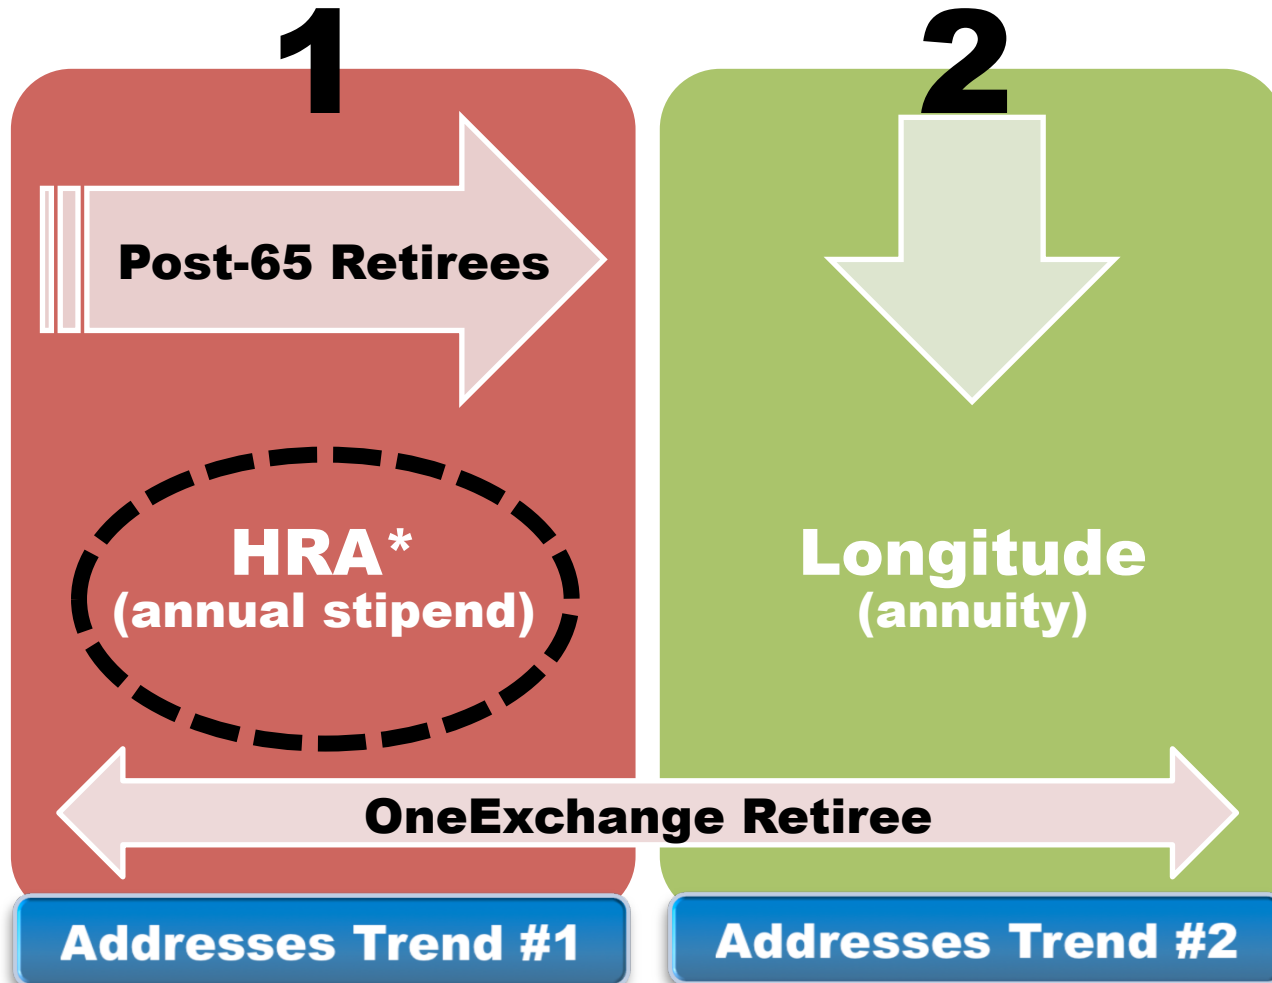 1
2
Post-65 Retirees
HRA*
(annual stipend)
Longitude
(annuity)
OneExchange Retiree
Addresses Trend #1
Addresses Trend #2